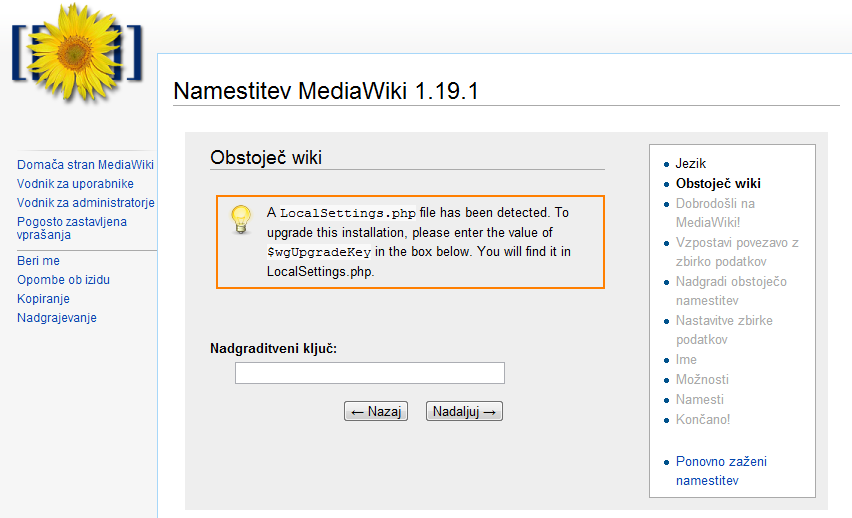 Domača stran MediaWiki
Vodnik za uporabnike
Vodnik za administratorje
Pogosto zastavljena
vprašanja
Beri me
Opombe ob izidu
Kopiranje
Nadgrajevanje
Namestitev MediaWiki 1.19.1
Obstoječ wiki
A LocalSettings.php file has been detected. To
upgrade this installation, please enter the value of
$wgUpgradeKey in the box below. You will find it in
LocalSettings.php.
Nadgraditveni ključ:
← Nazaj
Nadaljuj →
Jezik
Obstoječ wiki
Dobrodošli na
MediaWiki!
Vzpostavi povezavo z
zbirko podatkov
Nadgradi obstoječo
namestitev
Nastavitve zbirke
podatkov
Ime
Možnosti
Namesti
Končano!
Ponovno zaženi
namestitev